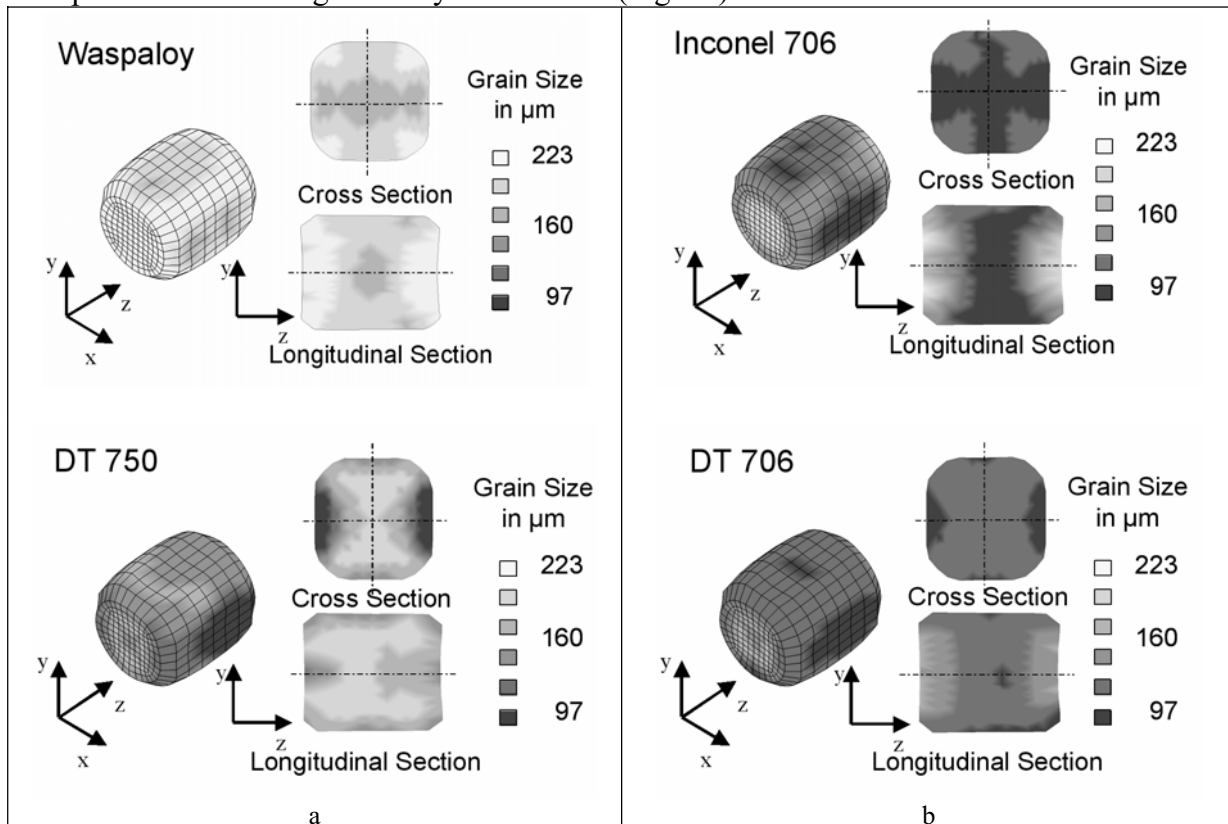 Waspaloy
Grain Size
in µm
223
160
97
Cross Section
y
z
x
y
z
Longitudinal Section
DT 750
Grain Size
in µm
223
160
97
Cross Section
y
z
x
y
z
Longitudinal Section
a
Inconel 706
Grain Size
in µm
223
160
97
Cross Section
y
z
x
y
z
Longitudinal Section
DT 706
Grain Size
in µm
223
160
97
Cross Section
y
z
x
y
z
Longitudinal Section
b